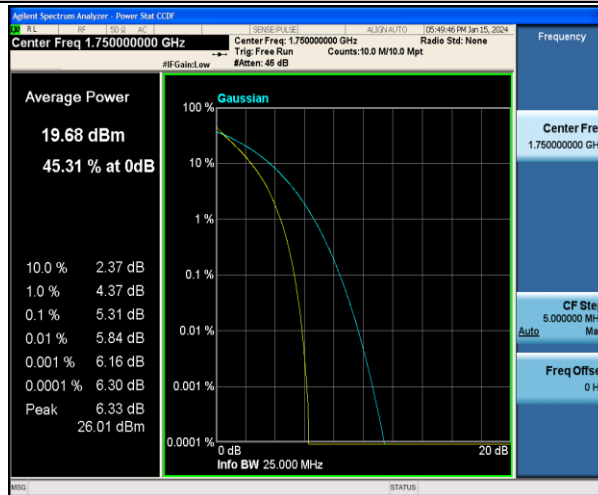 Agilent Spectrum Analyzer - Power Stat CCDF
RL RF 50 Ω AC SENSE:PULSE ALIGN AUTO 05:49:46 PM Jan 15, 2024
Center Freq 1.750000000 GHz
Center Freq: 1.750000000 GHz Radio Std: None
Trig: Free Run Counts:10.0 M/10.0 Mpt
#IFGain:Low #Atten: 46 dB
Frequency
Average Power
19.68 dBm
45.31 % at 0dB
10.0 % 2.37 dB
1.0 % 4.37 dB
0.1 % 5.31 dB
0.01 % 5.84 dB
0.001 % 6.16 dB
0.0001 % 6.30 dB
Peak 6.33 dB
26.01 dBm
Gaussian
100 %
10 %
1 %
0.1 %
0.01 %
0.001 %
0.0001 %
0 dB 20 dB
Info BW 25.000 MHz
Center Fre
1.750000000 GH
CF Ste
5.000000 MH
Auto Ma
Freq Offse
0 H
MSG STATUS